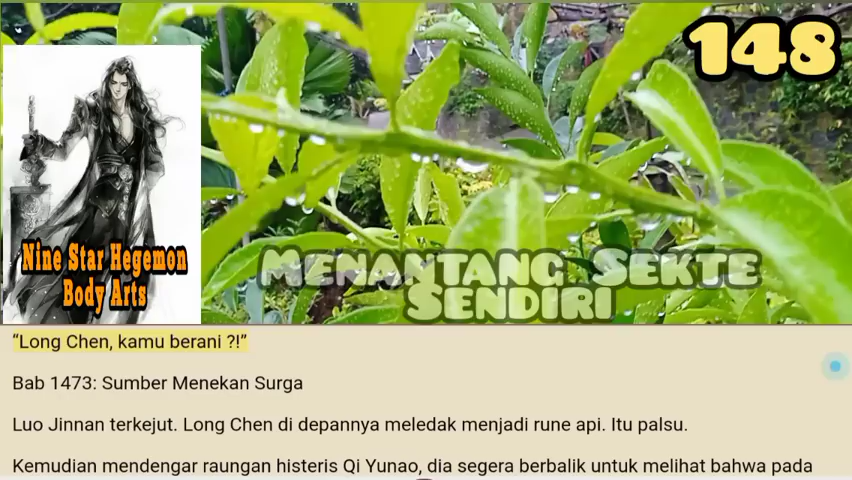 148
Nine Star Hegemon
Body Arts
MENANTANG SEKTE
SENDIRI
“Long Chen, kamu berani ?!”
Bab 1473: Sumber Menekan Surga
Luo Jinnan terkejut. Long Chen di depannya meledak menjadi rune api. Itu palsu.
Kemudian mendengar raungan histeris Qi Yunao, dia segera berbalik untuk melihat bahwa pada